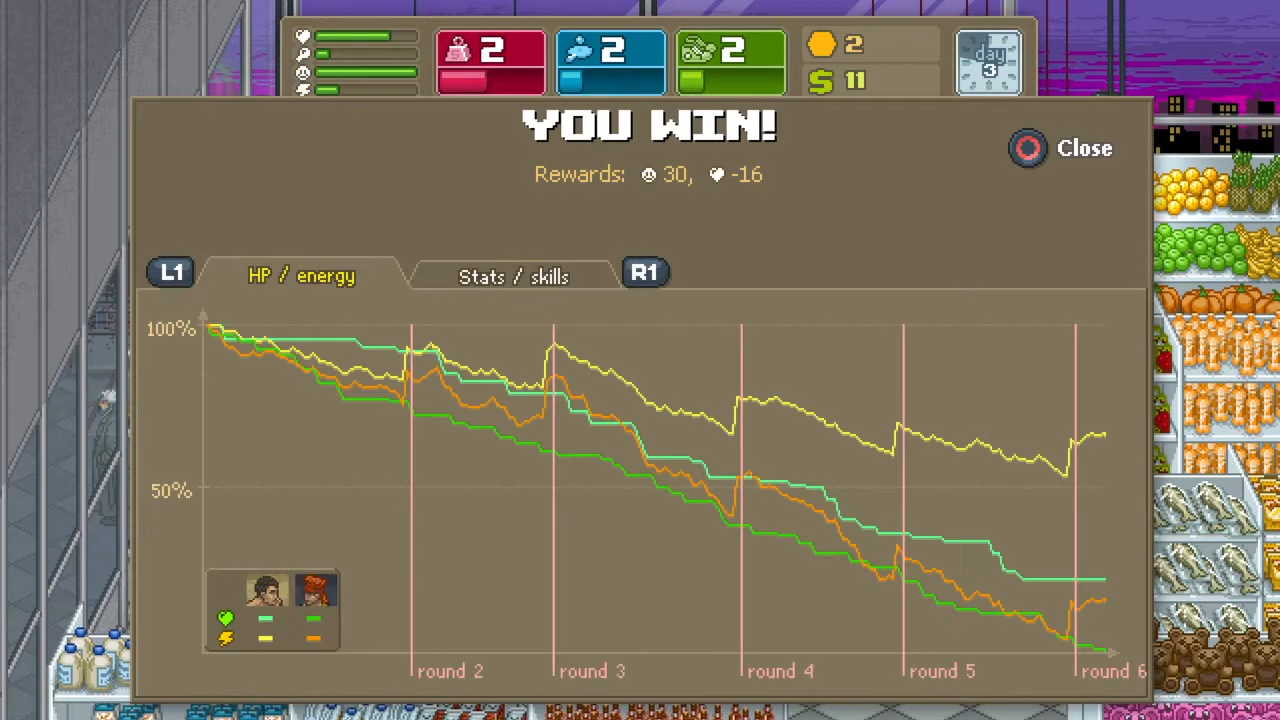 2
2
2
2
$ 11
day
3
YOU WIN!
Close
Rewards: 30, -16
L1
HP / energy
Stats / skills
R1
100%
50%
round 2
round 3
round 4
round 5
round 6